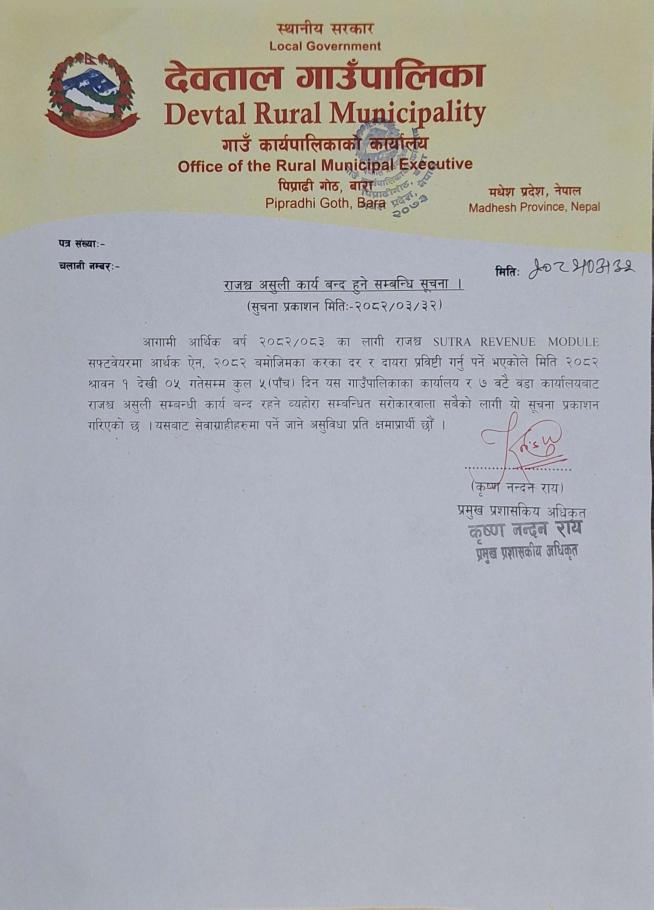 स्थानीय सरकार
Local Government
देवताल गाउँपालिका
Devtal Rural Municipality
गाउँ कार्यपालिकाको कार्यालय
Office of the Rural Municipal Executive
पिप्राढी गोठ, बारा
Pipradhi Goth, Bara
मधेश प्रदेश, नेपाल
Madhesh Province, Nepal
पत्र संख्याः-
चलानी नम्बरः-
मितिः २०८२/०३/३२
राजश्व असुली कार्य बन्द हुने सम्बन्धि सूचना ।
(सुचना प्रकाशन मितिः-२०८२/०३/३२)
आगामी आर्थिक वर्ष २०८२/०८३ का लागी राजश्व SUTRA REVENUE MODULE
सफ्टवेयरमा आर्थक ऐन, २०८२ बमोजिमका करका दर र दायरा प्रविष्टी गर्नु पर्ने भएकोले मिति २०८२
श्रावन १ देखी ०५ गतेसम्म कुल ५(पाँच) दिन यस गाउँपालिकाका कार्यालय र ७ वटै वडा कार्यालयबाट
राजश्व असुली सम्बन्धी कार्य बन्द रहने व्यहोरा सम्बन्धित सरोकारवाला सबैको लागी यो सूचना प्रकाशन
गरिएको छ । यसबाट सेवाग्राहीहरुमा पर्ने जाने असुविधा प्रति क्षमाप्रार्थी छौँ ।
(कृष्ण नन्दन राय)
प्रमुख प्रशासकिय अधिकृत
कृष्ण नन्दन राय
प्रमुख प्रशासकीय अधिकृत